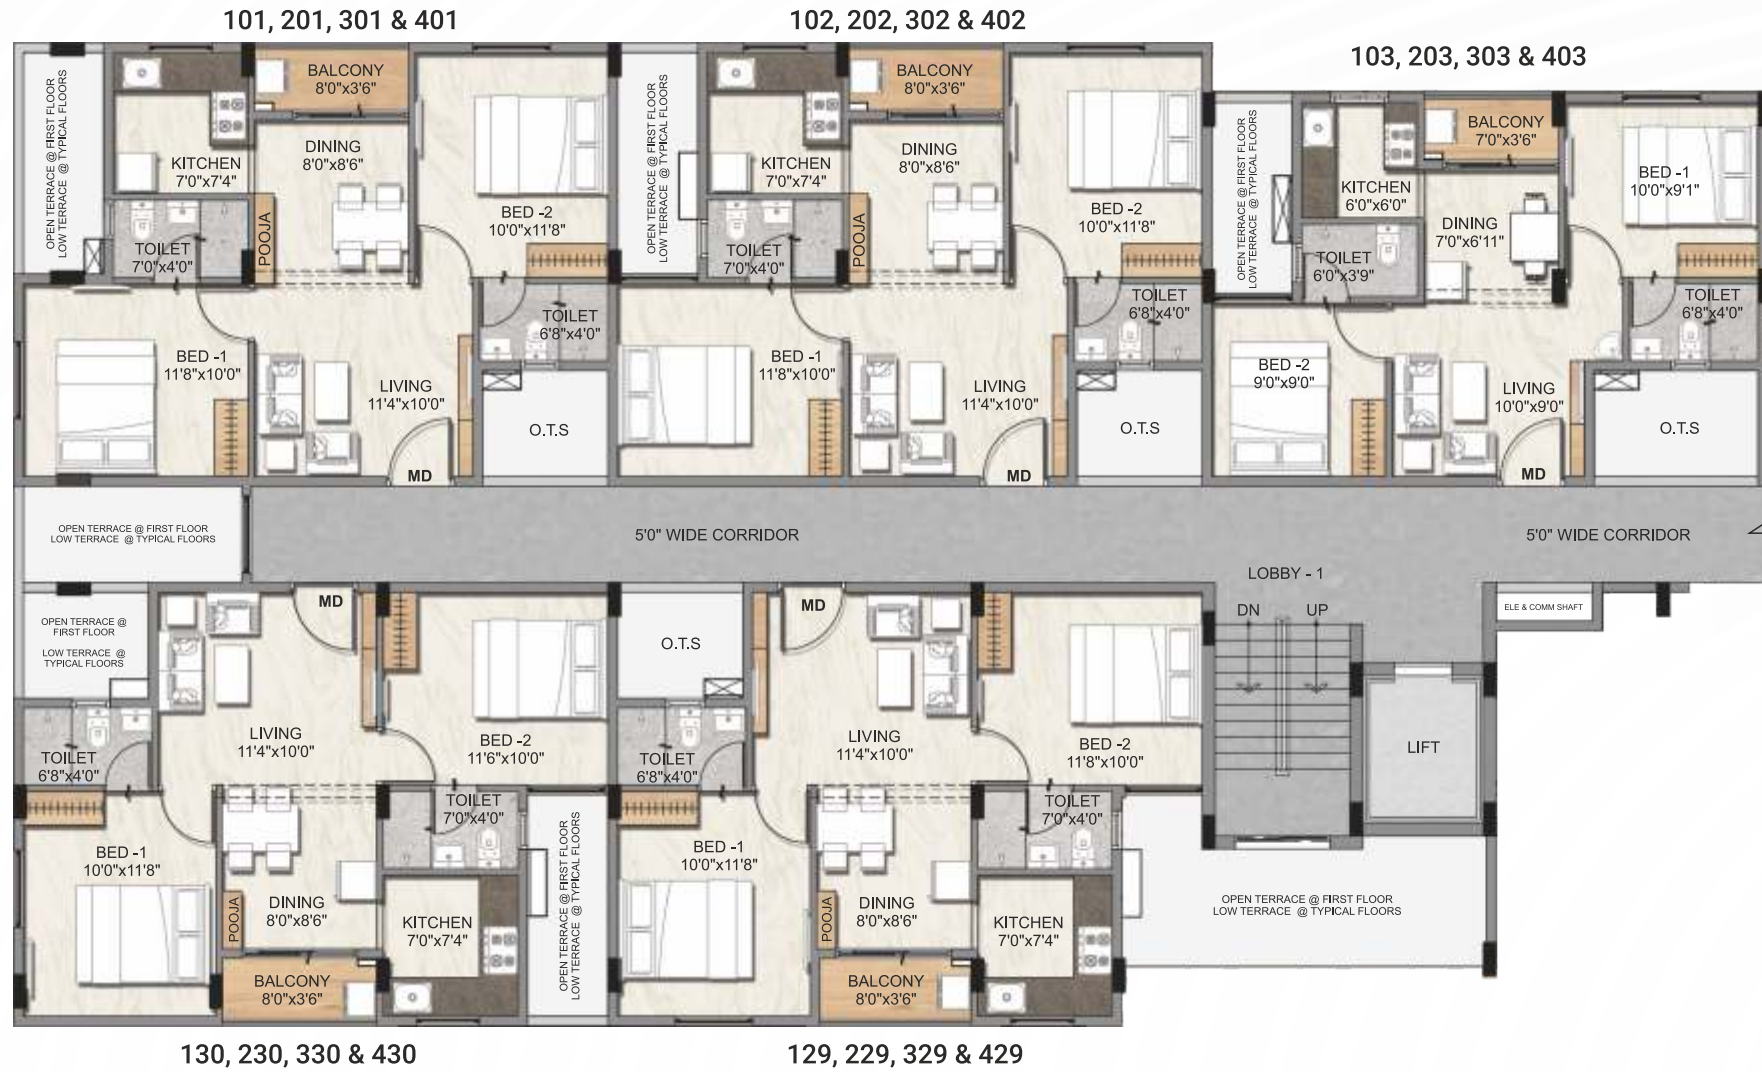 101, 201, 301 & 401
102, 202, 302 & 402
103, 203, 303 & 403
OPEN TERRACE @ FIRST FLOOR
LOW TERRACE @ TYPICAL FLOORS
KITCHEN
7'0"x7'4"
BALCONY
8'0"x3'6"
DINING
8'0"x8'6"
POOJA
TOILET
7'0"x4'0"
BED -2
10'0"x11'8"
TOILET
6'8"x4'0"
BED -1
11'8"x10'0"
LIVING
11'4"x10'0"
MD
O.T.S
OPEN TERRACE @ FIRST FLOOR
LOW TERRACE @ TYPICAL FLOORS
KITCHEN
7'0"x7'4"
BALCONY
8'0"x3'6"
DINING
8'0"x8'6"
POOJA
TOILET
7'0"x4'0"
BED -2
10'0"x11'8"
TOILET
6'8"x4'0"
BED -1
11'8"x10'0"
LIVING
11'4"x10'0"
MD
O.T.S
OPEN TERRACE @ FIRST FLOOR
LOW TERRACE @ TYPICAL FLOORS
KITCHEN
6'0"x6'0"
BALCONY
7'0"x3'6"
DINING
7'0"x6'11"
BED -1
10'0"x9'1"
TOILET
6'0"x3'9"
TOILET
6'8"x4'0"
BED -2
9'0"x9'0"
LIVING
10'0"x9'0"
MD
O.T.S
OPEN TERRACE @ FIRST FLOOR
LOW TERRACE @ TYPICAL FLOORS
5'0" WIDE CORRIDOR
5'0" WIDE CORRIDOR
LOBBY - 1
DN
UP
ELE & COMM SHAFT
LIFT
OPEN TERRACE @
FIRST FLOOR
LOW TERRACE @
TYPICAL FLOORS
MD
LIVING
11'4"x10'0"
BED -2
11'6"x10'0"
TOILET
6'8"x4'0"
TOILET
7'0"x4'0"
BED -1
10'0"x11'8"
DINING
8'0"x8'6"
POOJA
KITCHEN
7'0"x7'4"
BALCONY
8'0"x3'6"
OPEN TERRACE @ FIRST FLOOR
LOW TERRACE @ TYPICAL FLOORS
O.T.S
MD
LIVING
11'4"x10'0"
BED -2
11'8"x10'0"
TOILET
6'8"x4'0"
TOILET
7'0"x4'0"
BED -1
10'0"x11'8"
DINING
8'0"x8'6"
POOJA
KITCHEN
7'0"x7'4"
BALCONY
8'0"x3'6"
OPEN TERRACE @ FIRST FLOOR
LOW TERRACE @ TYPICAL FLOORS
130, 230, 330 & 430
129, 229, 329 & 429